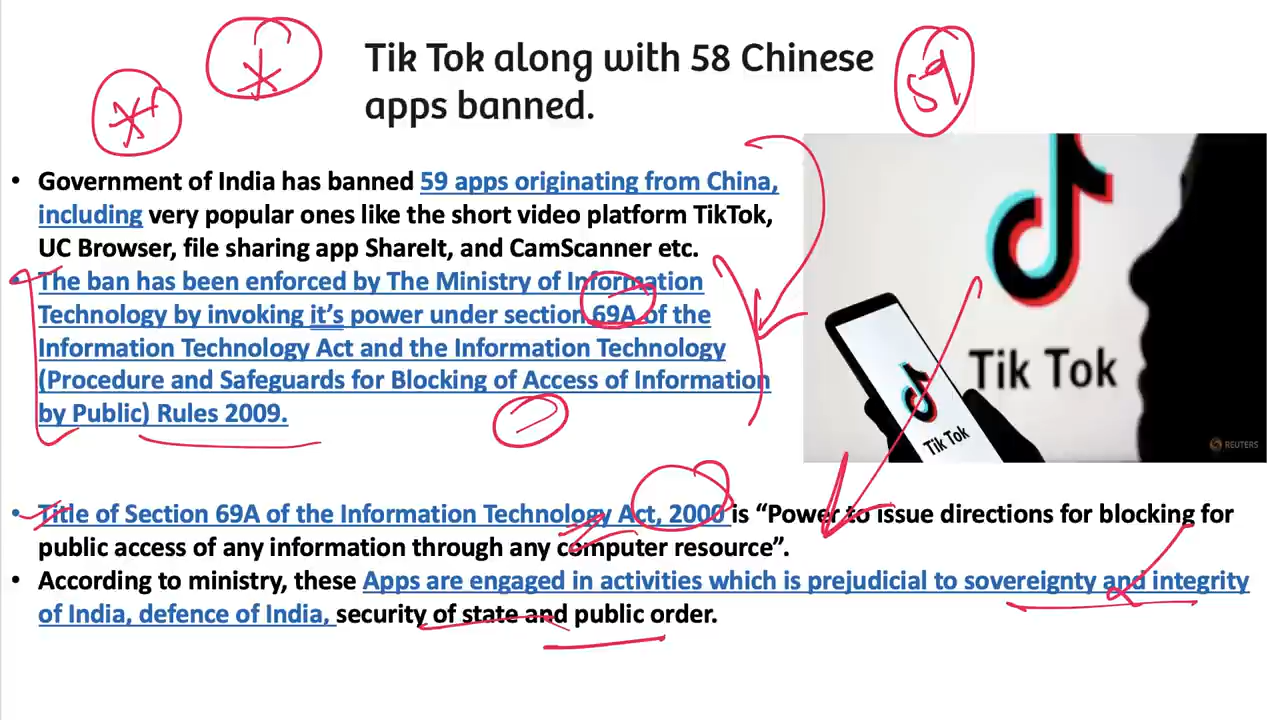 Tik Tok along with 58 Chinese
apps banned.
59
• Government of India has banned 59 apps originating from China,
including very popular ones like the short video platform TikTok,
UC Browser, file sharing app ShareIt, and CamScanner etc.
• The ban has been enforced by The Ministry of Information
Technology by invoking it's power under section 69A of the
Information Technology Act and the Information Technology
(Procedure and Safeguards for Blocking of Access of Information
by Public) Rules 2009.
Tik Tok
Tik Tok
REUTERS
• Title of Section 69A of the Information Technology Act, 2000 is “Power to issue directions for blocking for
public access of any information through any computer resource”.
• According to ministry, these Apps are engaged in activities which is prejudicial to sovereignty and integrity
of India, defence of India, security of state and public order.